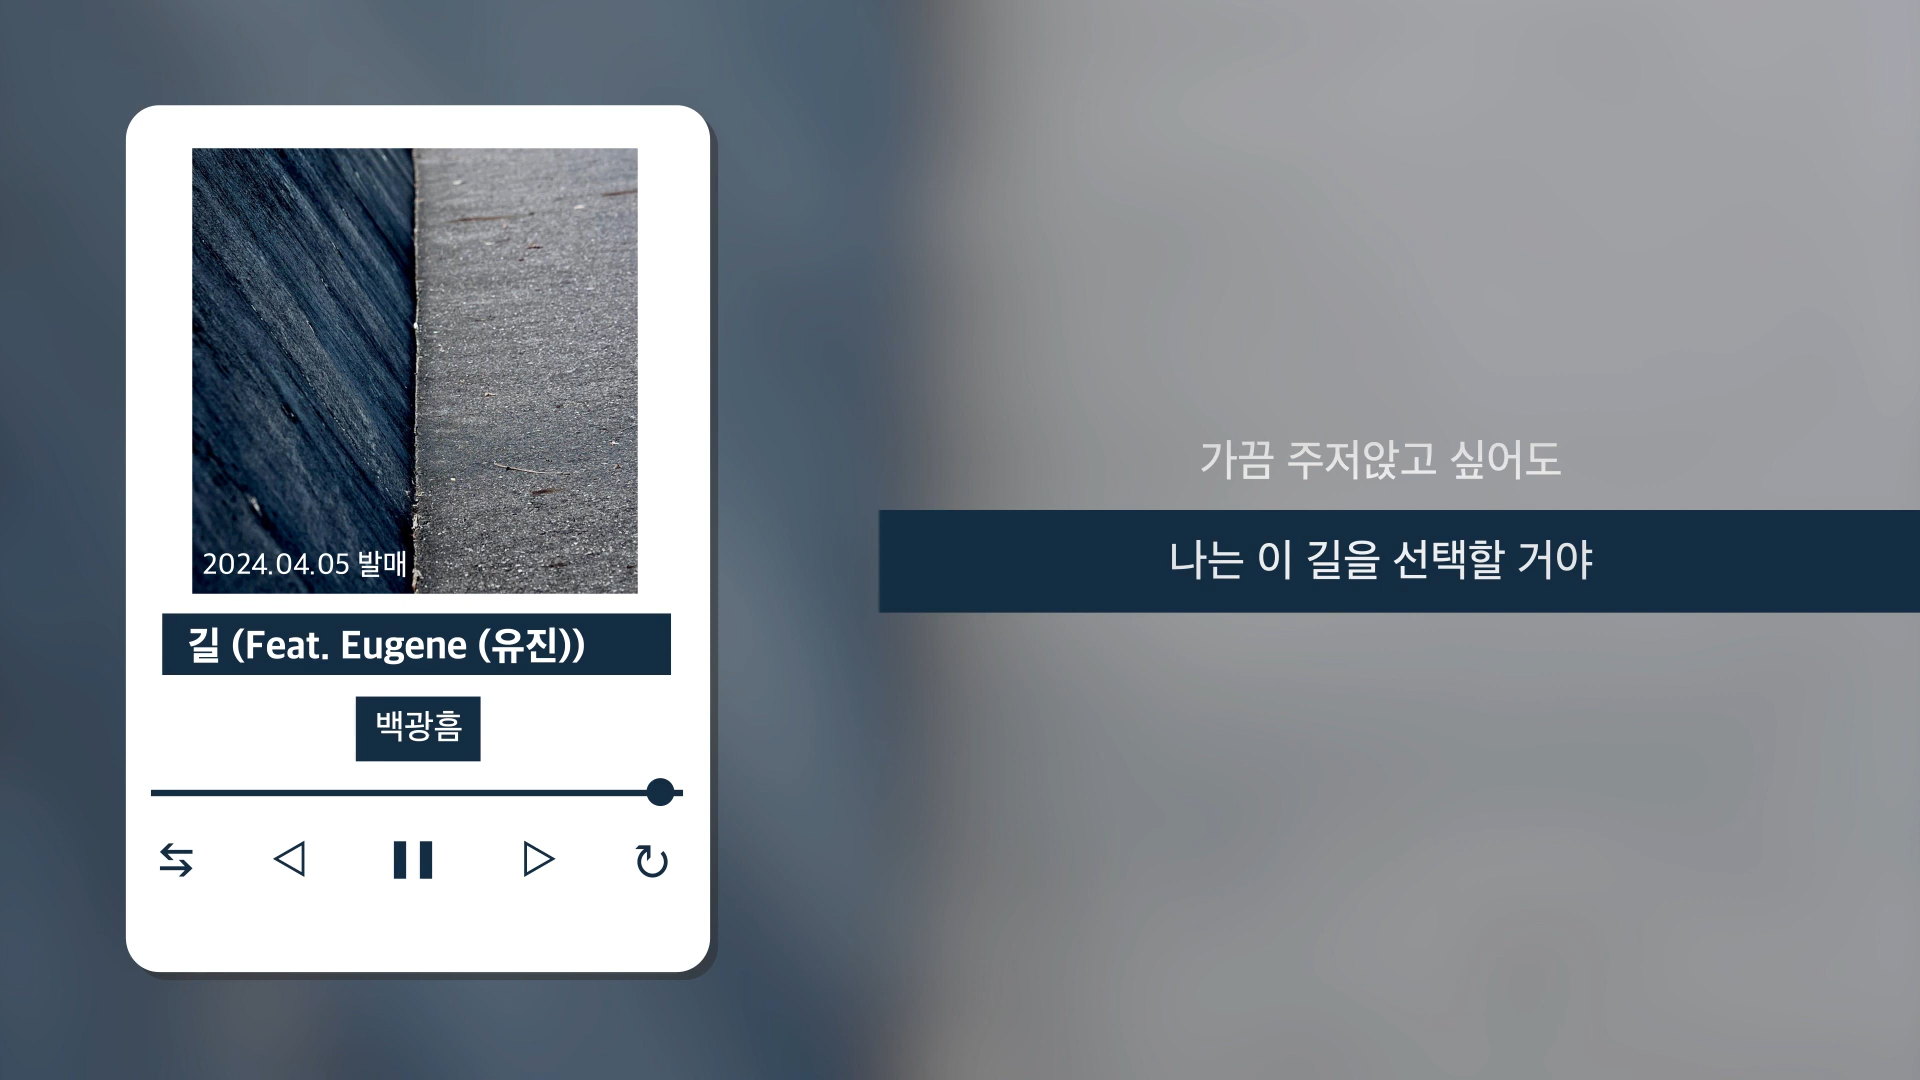 2024.04.05 발매
길 (Feat. Eugene (유진))
백광흠
가끔 주저앉고 싶어도
나는 이 길을 선택할 거야